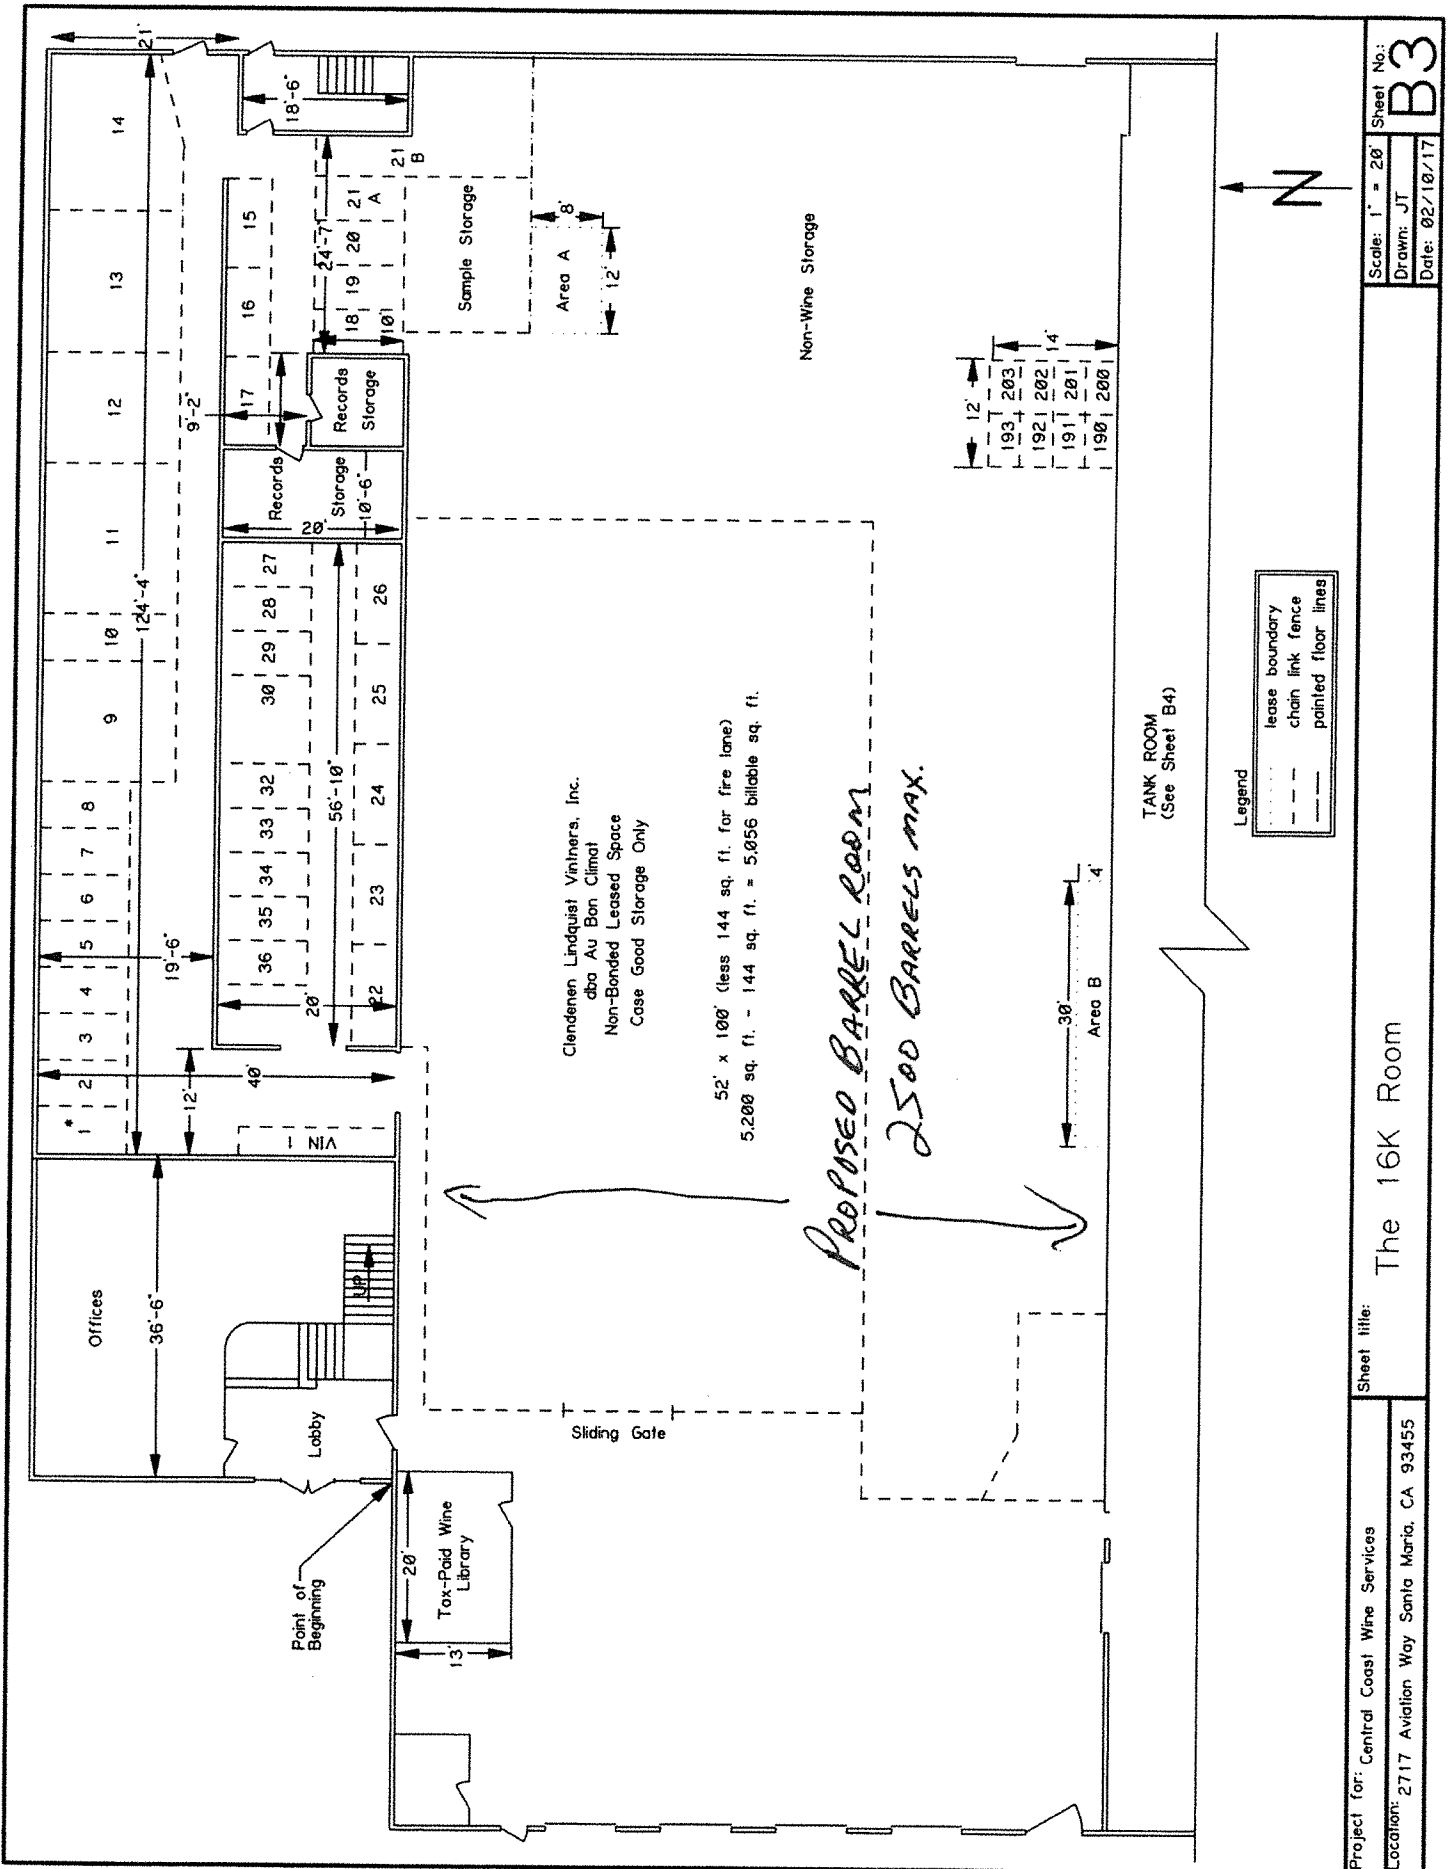 Offices
36'-6"
Lobby
UP
Point of
Beginning
20'
13'
Tax-Paid Wine
Library
Sliding Gate
1*
2
3
4
5
6
7
8
9
10
11
12
13
14
21'
124'-4"
19'-6"
40'
12'
VIN 1
20'
36
35
34
33
32
30
29
28
27
56'-10"
22
23
24
25
26
Records
Storage
20'
10'-6"
9'-2"
17
16
15
Records
Storage
24'-7"
18'-6"
10'
18
19
20
21
A
21
B
Sample Storage
Area A
8'
12'
Clendenen Lindquist Vintners, Inc.
dba Au Bon Climat
Non-Bonded Leased Space
Case Good Storage Only
52' x 100' (less 144 sq. ft. for fire lane)
5,200 sq. ft. - 144 sq. ft. = 5,056 billable sq. ft.
PROPOSED BARREL ROOM
2500 BARRELS MAX.
Non-Wine Storage
12'
14'
193 203
192 202
191 201
190 200
30'
4'
Area B
TANK ROOM
(See Sheet B4)
Legend
lease boundary
chain link fence
painted floor lines
N
Project for: Central Coast Wine Services
Location: 2717 Aviation Way Santa Maria, CA 93455
Sheet title:
The 16K Room
Scale: 1" = 20'
Drawn: JT
Date: 02/10/17
Sheet No.:
B3